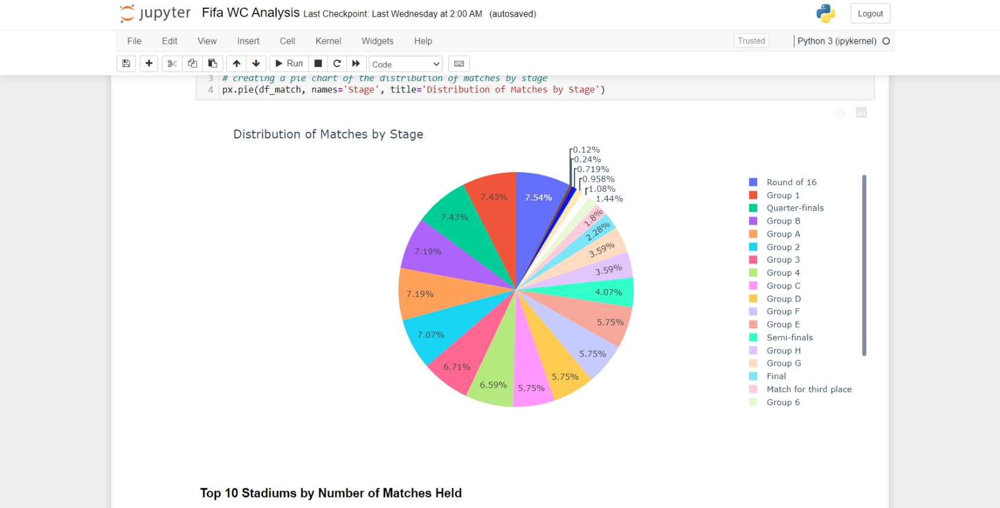 jupyter Fifa WC Analysis Last Checkpoint: Last Wednesday at 2:00 AM (autosaved)
Logout
File Edit View Insert Cell Kernel Widgets Help
Trusted
Python 3 (ipykernel)
Run
Code
3 # creating a pie chart of the distribution of matches by stage
4 px.pie(df_match, names='Stage', title='Distribution of Matches by Stage')
Distribution of Matches by Stage
0.12%
0.24%
0.719%
0.958%
1.08%
1.44%
1.8%
2.28%
3.59%
3.59%
4.07%
5.75%
5.75%
5.75%
5.75%
6.59%
6.71%
7.07%
7.19%
7.19%
7.43%
7.43%
7.54%
Round of 16
Group 1
Quarter-finals
Group B
Group A
Group 2
Group 3
Group 4
Group C
Group D
Group F
Group E
Semi-finals
Group H
Group G
Final
Match for third place
Group 6
Top 10 Stadiums by Number of Matches Held